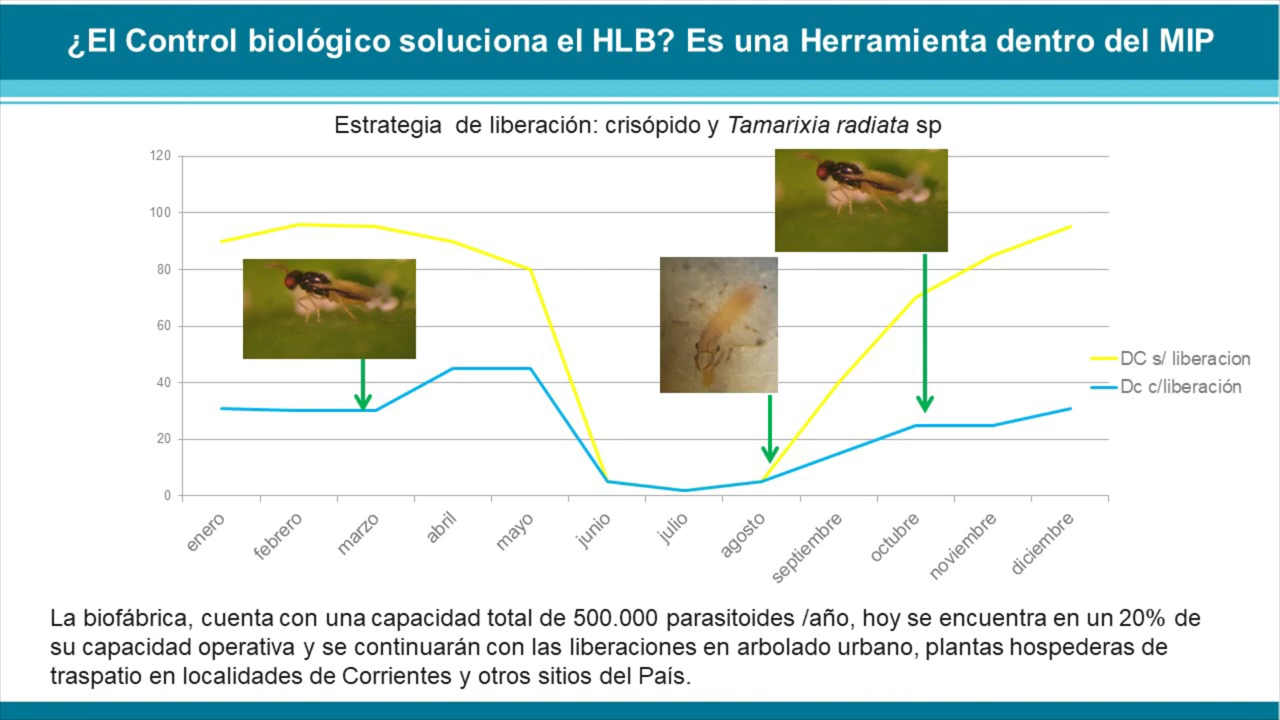 ¿El Control biológico soluciona el HLB? Es una Herramienta dentro del MIP
Estrategia de liberación: crisópido y Tamarixia radiata sp
120
100
80
60
40
20
0
enero
febrero
marzo
abril
mayo
junio
julio
agosto
septiembre
octubre
noviembre
diciembre
DC s/ liberacion
Dc c/liberación
La biofábrica, cuenta con una capacidad total de 500.000 parasitoides /año, hoy se encuentra en un 20% de
su capacidad operativa y se continuarán con las liberaciones en arbolado urbano, plantas hospederas de
traspatio en localidades de Corrientes y otros sitios del País.